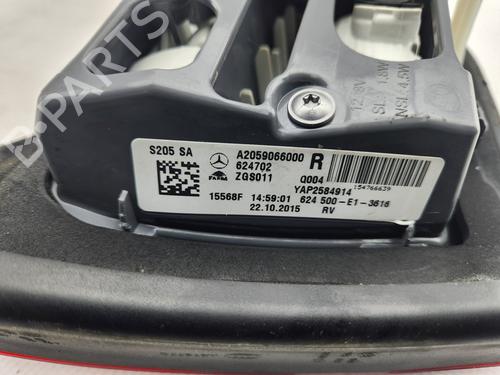 B-PARTS
12,8V
SL 1.8W
NSL 4.5W
S205 SA
A2059066000 R
624702
ZGS011
Q004
154766639
YAP2584914
15568F 14:59:01 624 500-E1-3616
22.10.2015 RV